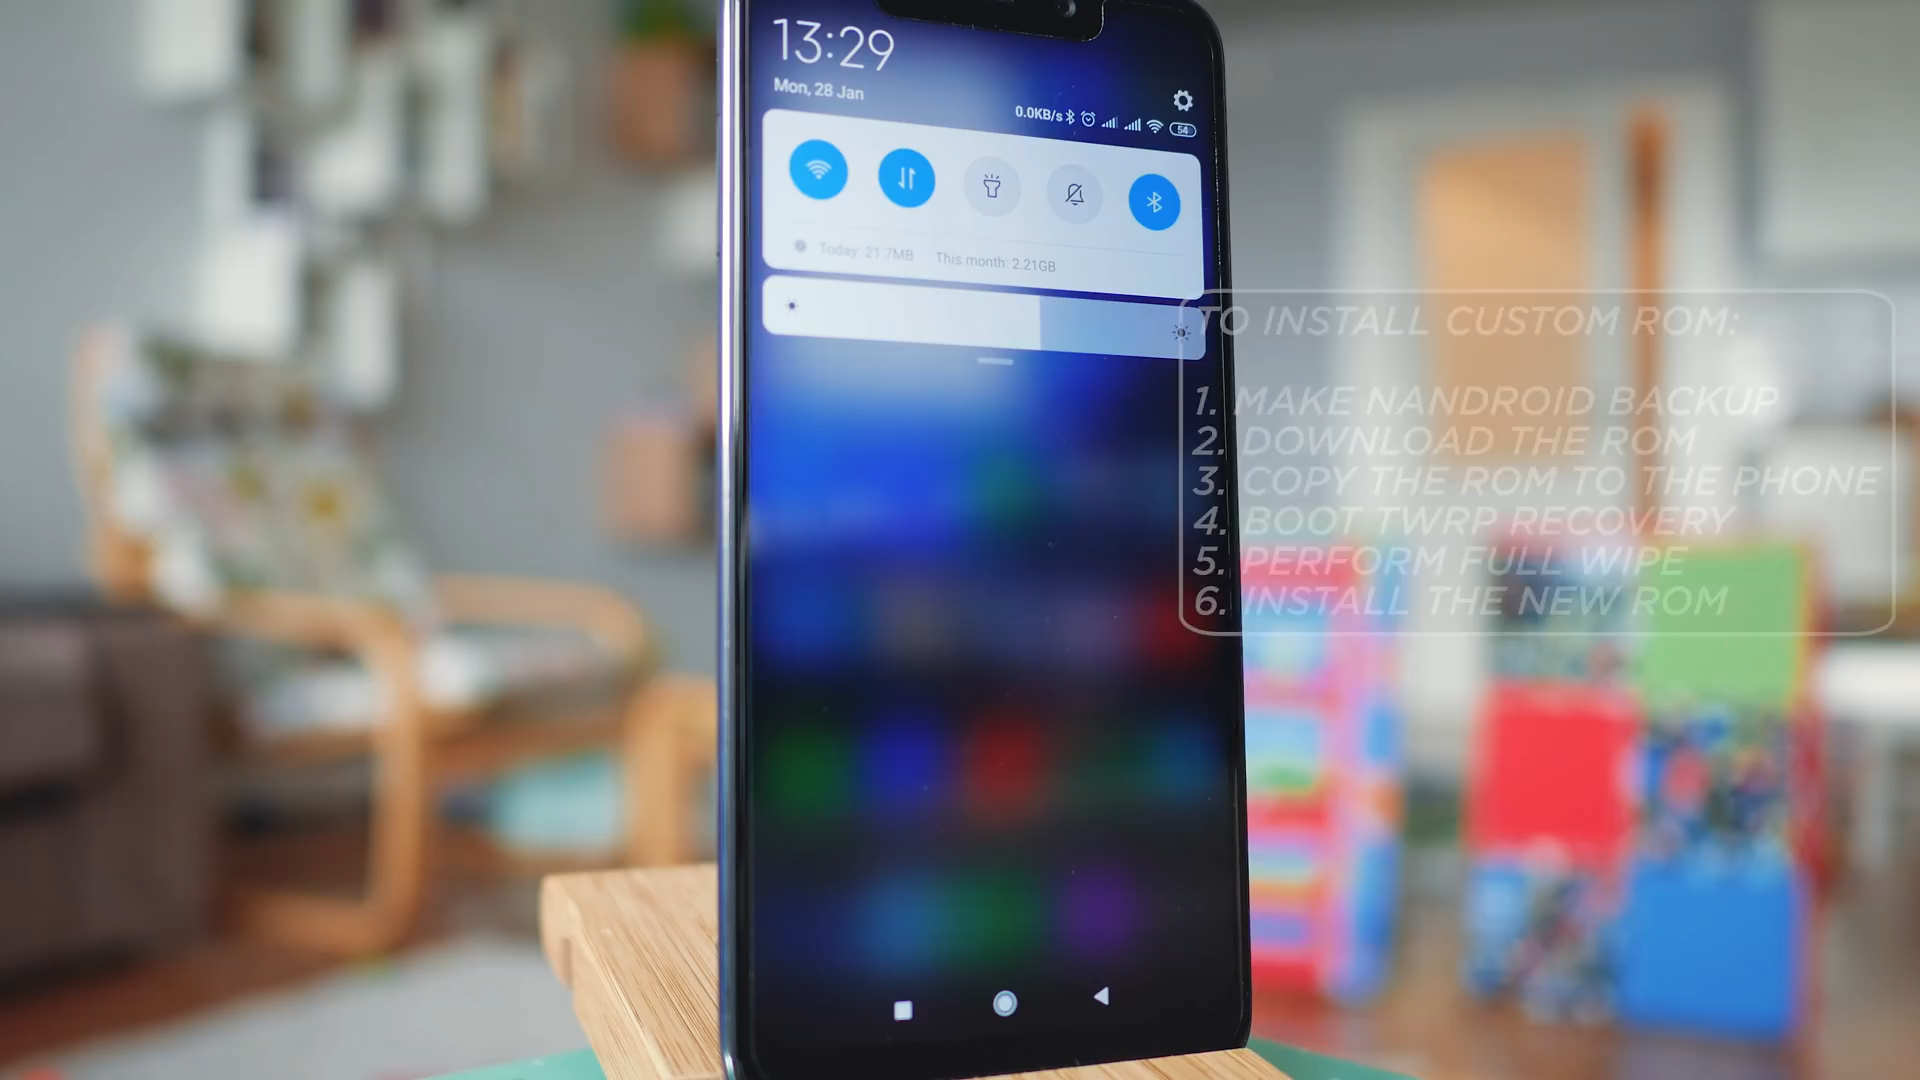 13:29
Mon, 28 Jan
0.0KB/s
54
Today: 21.7MB This month: 2.21GB
TO INSTALL CUSTOM ROM:
1. MAKE NANDROID BACKUP
2. DOWNLOAD THE ROM
3. COPY THE ROM TO THE PHONE
4. BOOT TWRP RECOVERY
5. PERFORM FULL WIPE
6. INSTALL THE NEW ROM